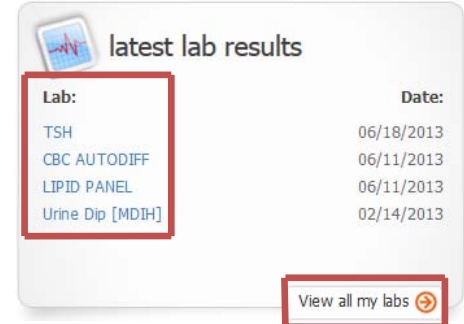 latest lab results
Lab: Date:
TSH 06/18/2013
CBC AUTODIFF 06/11/2013
LIPID PANEL 06/11/2013
Urine Dip [MDIH] 02/14/2013
View all my labs